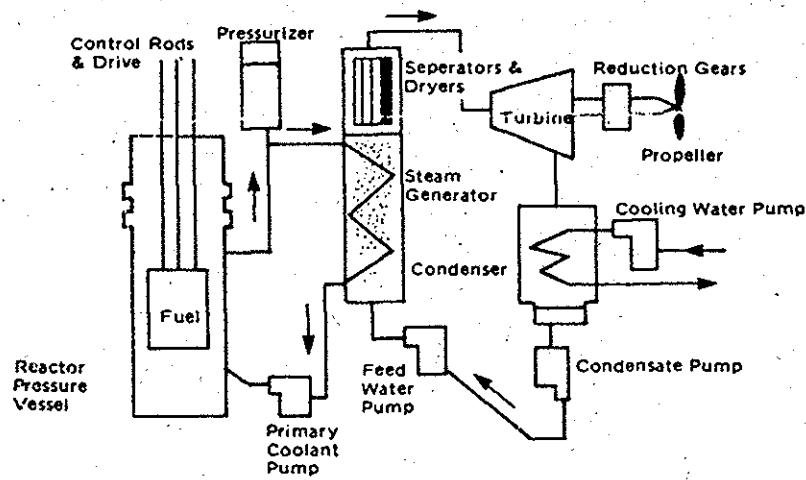 Pressurizer
Control Rods
& Drive
Seperators &
Dryers
Reduction Gears
Turbine
Propeller
Steam
Generator
Cooling Water Pump
Condenser
Fuel
Reactor
Pressure
Vessel
Feed
Water
Pump
Condensate Pump
Primary
Coolant
Pump